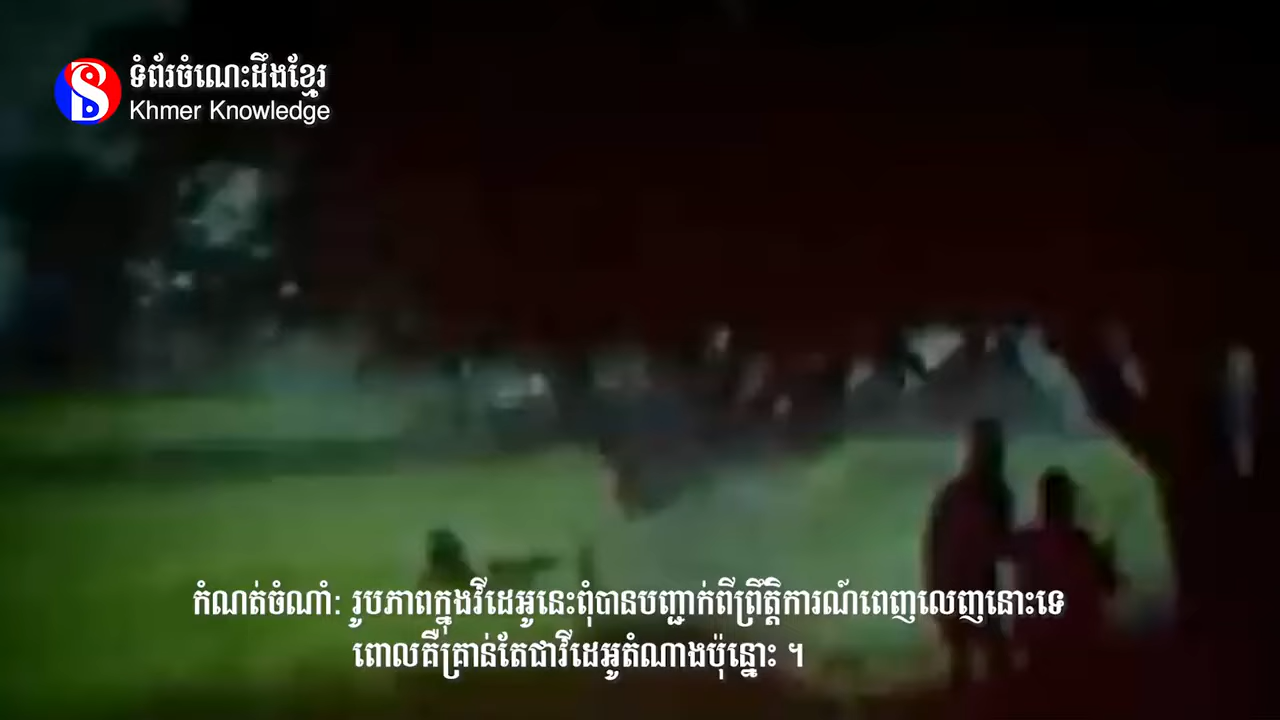 ទំព័រចំណេះដឹងខ្មែរ
Khmer Knowledge
កំណត់ចំណាំ: រូបភាពក្នុងវីដេអូនេះពុំបានបញ្ជាក់ពីព្រឹត្តិការណ៍ពេញលេញនោះទេ
ពោលគឺគ្រាន់តែជាវីដេអូតំណាងប៉ុន្នោះ ។